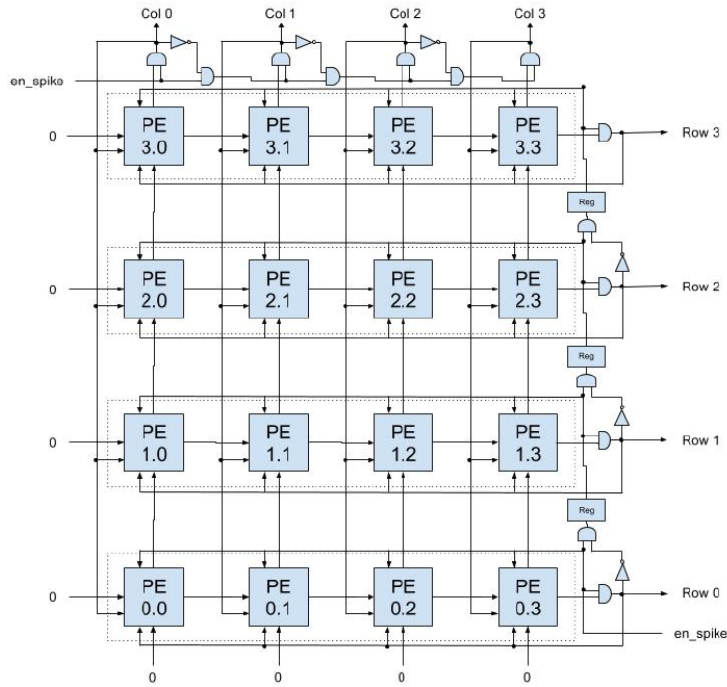 Col 0 Col 1 Col 2 Col 3
en_spike
0 PE 3.0 PE 3.1 PE 3.2 PE 3.3 Row 3
Reg
0 PE 2.0 PE 2.1 PE 2.2 PE 2.3 Row 2
Reg
0 PE 1.0 PE 1.1 PE 1.2 PE 1.3 Row 1
Reg
0 PE 0.0 PE 0.1 PE 0.2 PE 0.3 Row 0
en_spike
0 0 0 0